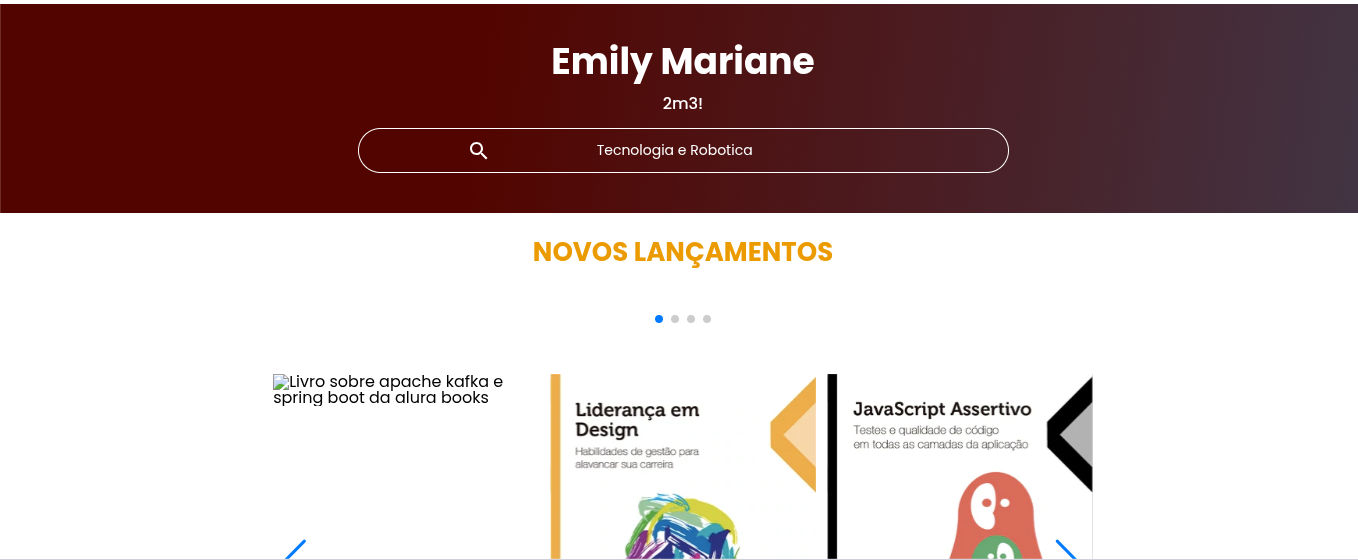 Emily Mariane
2m3!
Tecnologia e Robotica
NOVOS LANÇAMENTOS
Livro sobre apache kafka e
spring boot da alura books
Liderança em
Design
Habilidades de gestão para
alavancar sua carreira
JavaScript Assertivo
Testes e qualidade de código
em todas as camadas da aplicação